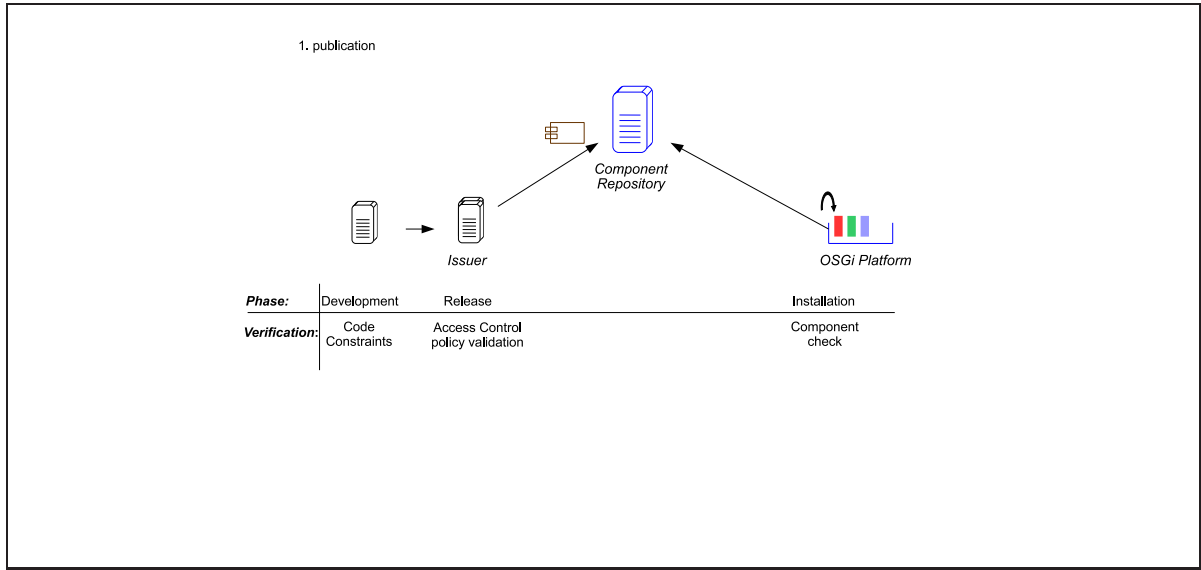 1. publication
Component
Repository
Issuer
OSGi Platform
Phase:
Development
Release
Installation
Verification:
Code
Constraints
Access Control
policy validation
Component
check